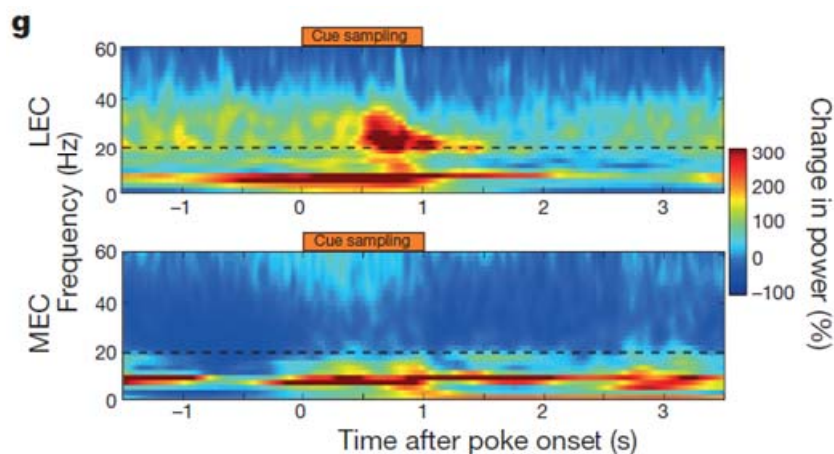 g
Cue sampling
60
40
20
0
−1 0 1 2 3
LEC
Cue sampling
60
40
20
0
−1 0 1 2 3
MEC
Frequency (Hz)
Time after poke onset (s)
300
200
100
0
−100
Change in power (%)